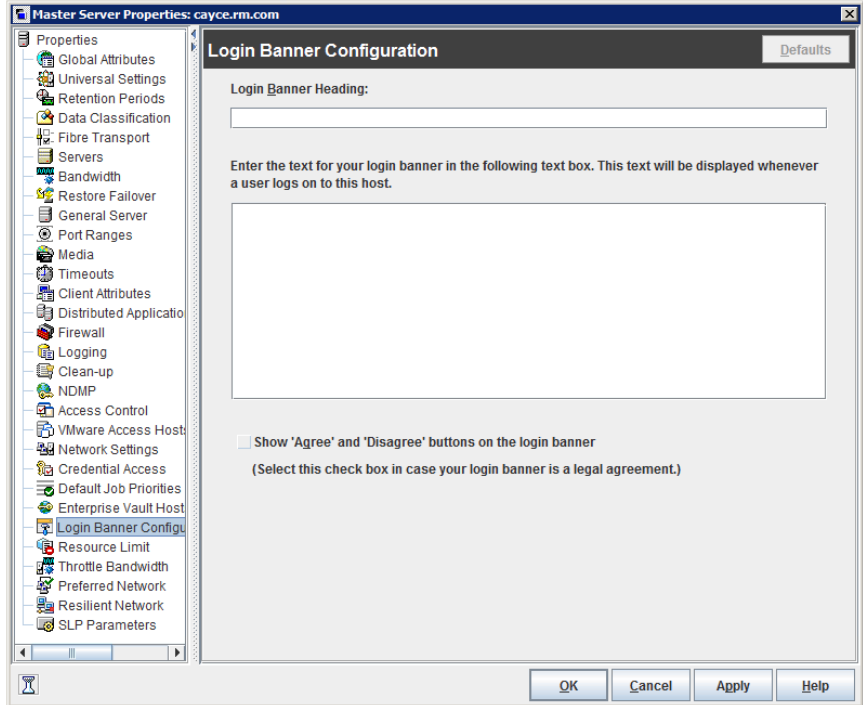 Master Server Properties: cayce.rm.com
Properties
Global Attributes
Universal Settings
Retention Periods
Data Classification
Fibre Transport
Servers
Bandwidth
Restore Failover
General Server
Port Ranges
Media
Timeouts
Client Attributes
Distributed Applicatio
Firewall
Logging
Clean-up
NDMP
Access Control
VMware Access Hosts
Network Settings
Credential Access
Default Job Priorities
Enterprise Vault Host
Login Banner Configu
Resource Limit
Throttle Bandwidth
Preferred Network
Resilient Network
SLP Parameters
Login Banner Configuration
Defaults
Login Banner Heading:
Enter the text for your login banner in the following text box. This text will be displayed whenever
a user logs on to this host.
Show 'Agree' and 'Disagree' buttons on the login banner
(Select this check box in case your login banner is a legal agreement.)
OK
Cancel
Apply
Help